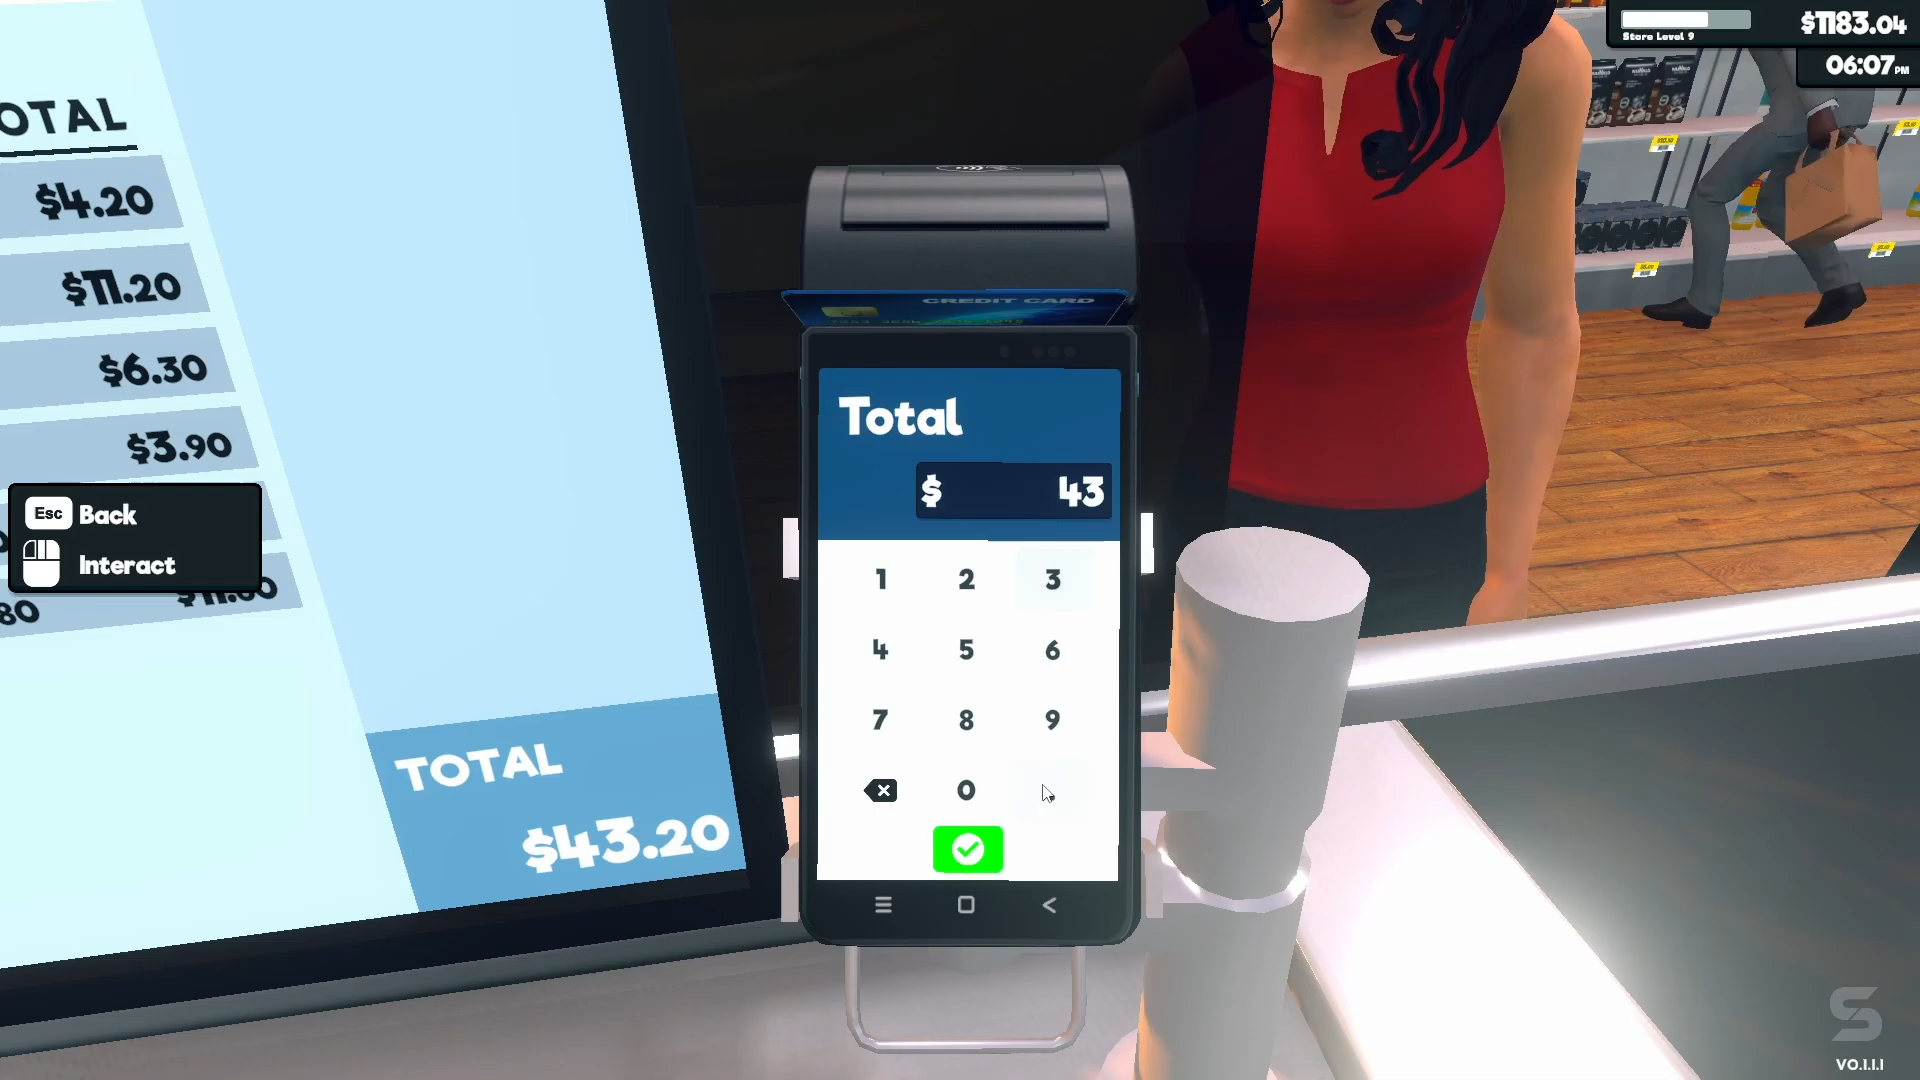 Store Level 9
$1183.04
06:07PM
OTAL
$4.20
$11.20
$6.30
$3.90
80
TOTAL
$43.20
Esc Back
Interact
CREDIT CARD
Total
$ 43
1 2 3
4 5 6
7 8 9
0
V0.1.1.1